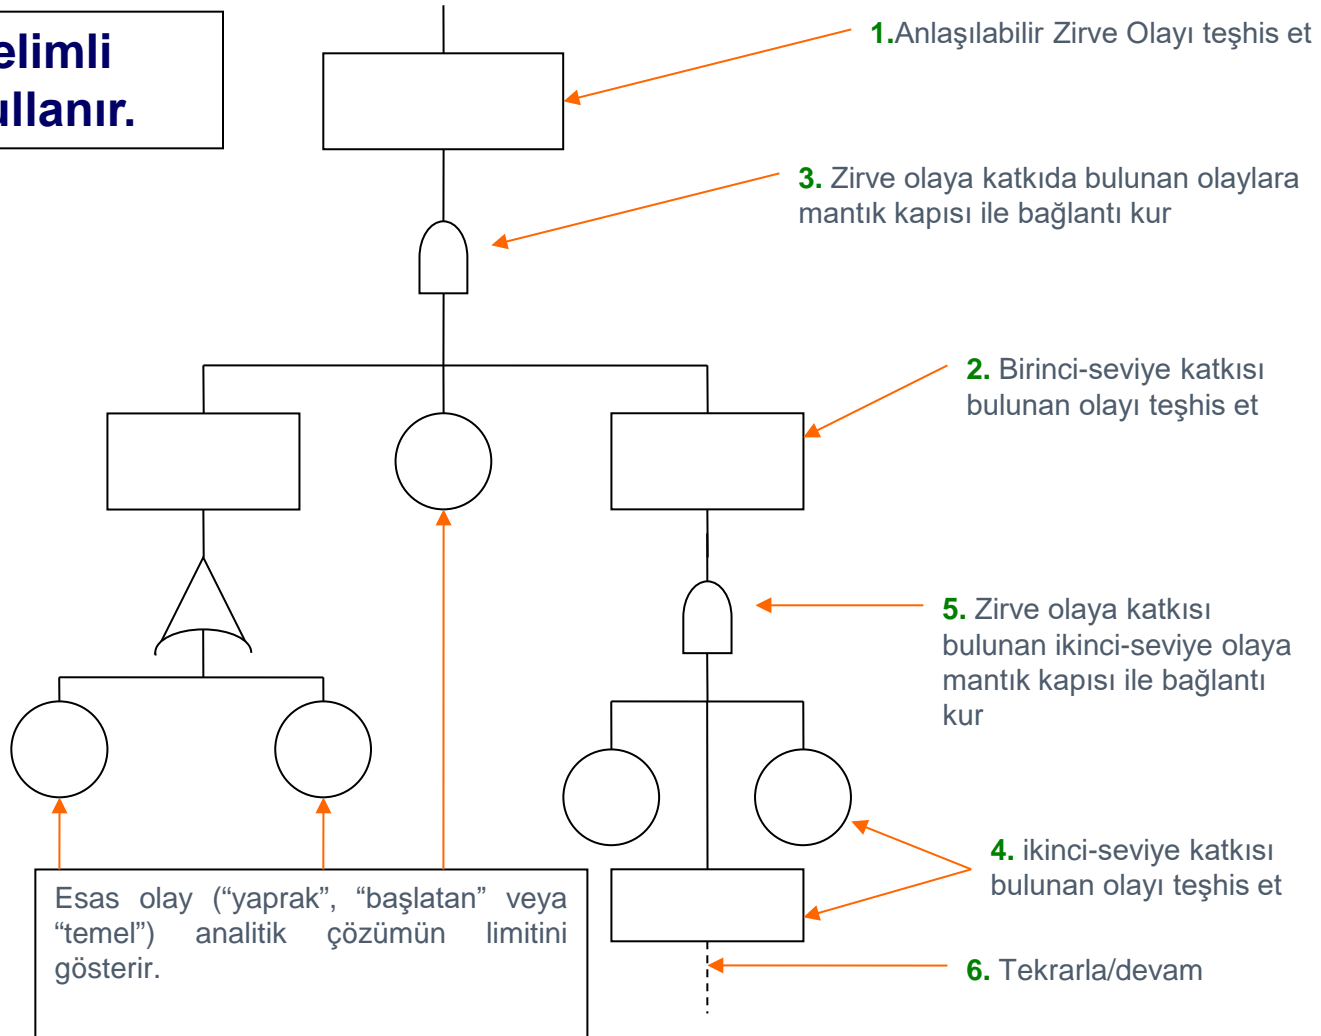 elimli
ullanır.
1.Anlaşılabilir Zirve Olayı teşhis et
3. Zirve olaya katkıda bulunan olaylara
mantık kapısı ile bağlantı kur
2. Birinci-seviye katkısı
bulunan olayı teşhis et
5. Zirve olaya katkısı
bulunan ikinci-seviye olaya
mantık kapısı ile bağlantı
kur
4. ikinci-seviye katkısı
bulunan olayı teşhis et
Esas olay (“yaprak”, “başlatan” veya
“temel”) analitik çözümün limitini
gösterir.
6. Tekrarla/devam